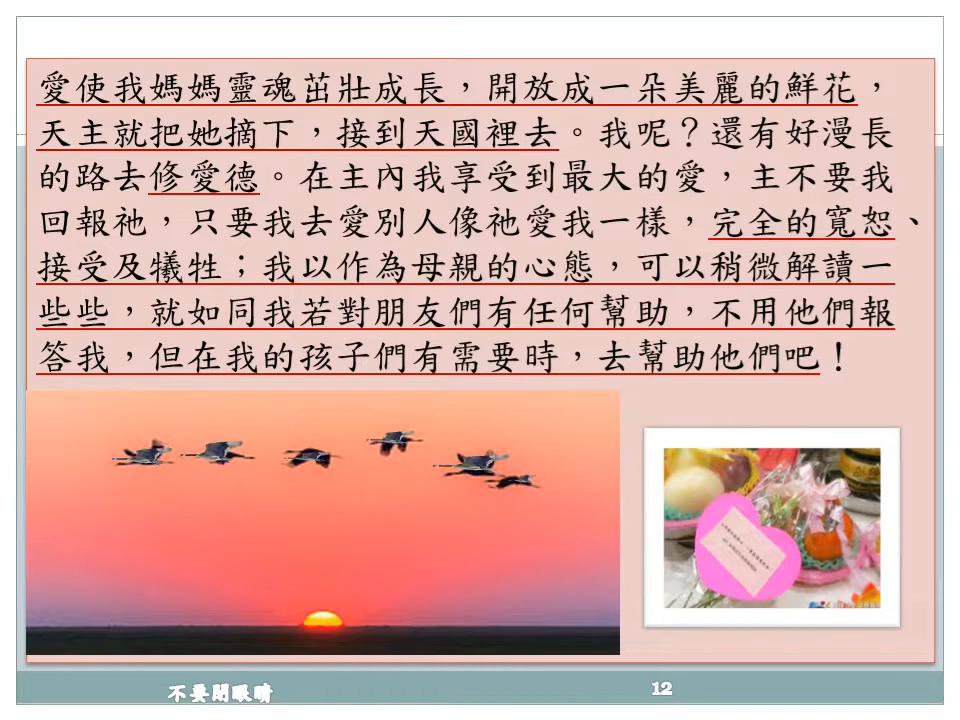 愛使我媽媽靈魂茁壯成長，開放成一朵美麗的鮮花，
天主就把她摘下，接到天國裡去。我呢？還有好漫長
的路去修愛德。在主內我享受到最大的愛，主不要我
回報祂，只要我去愛別人像祂愛我一樣，完全的寬恕、
接受及犧牲；我以作為母親的心態，可以稍微解讀一
些些，就如同我若對朋友們有任何幫助，不用他們報
答我，但在我的孩子們有需要時，去幫助他們吧！
不要閉眼睛
12